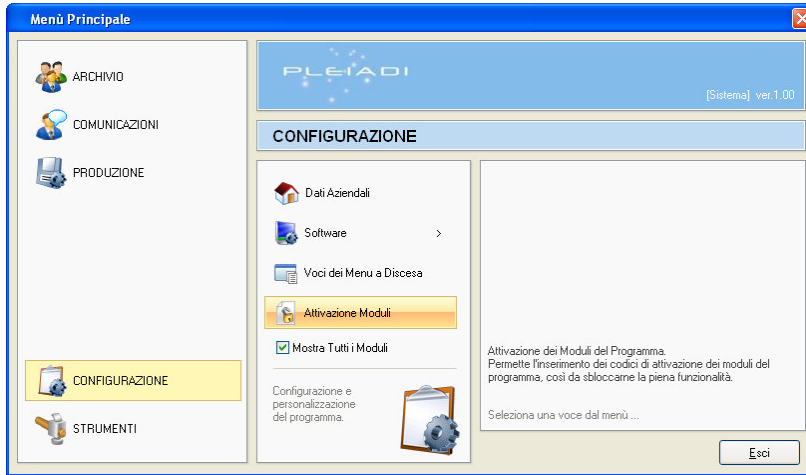 Menù Principale
ARCHIVIO
COMUNICAZIONI
PRODUZIONE
CONFIGURAZIONE
STRUMENTI
PLEIADI
[Sistema] ver.1.00
CONFIGURAZIONE
Dati Aziendali
Software
Voci dei Menu a Discesa
Attivazione Moduli
Mostra Tutti i Moduli
Configurazione e
personalizzazione
del programma.
Attivazione dei Moduli del Programma.
Permette l'inserimento dei codici di attivazione dei moduli del
programma, così da sbloccarne la piena funzionalità.
Seleziona una voce dal menù ...
Esci